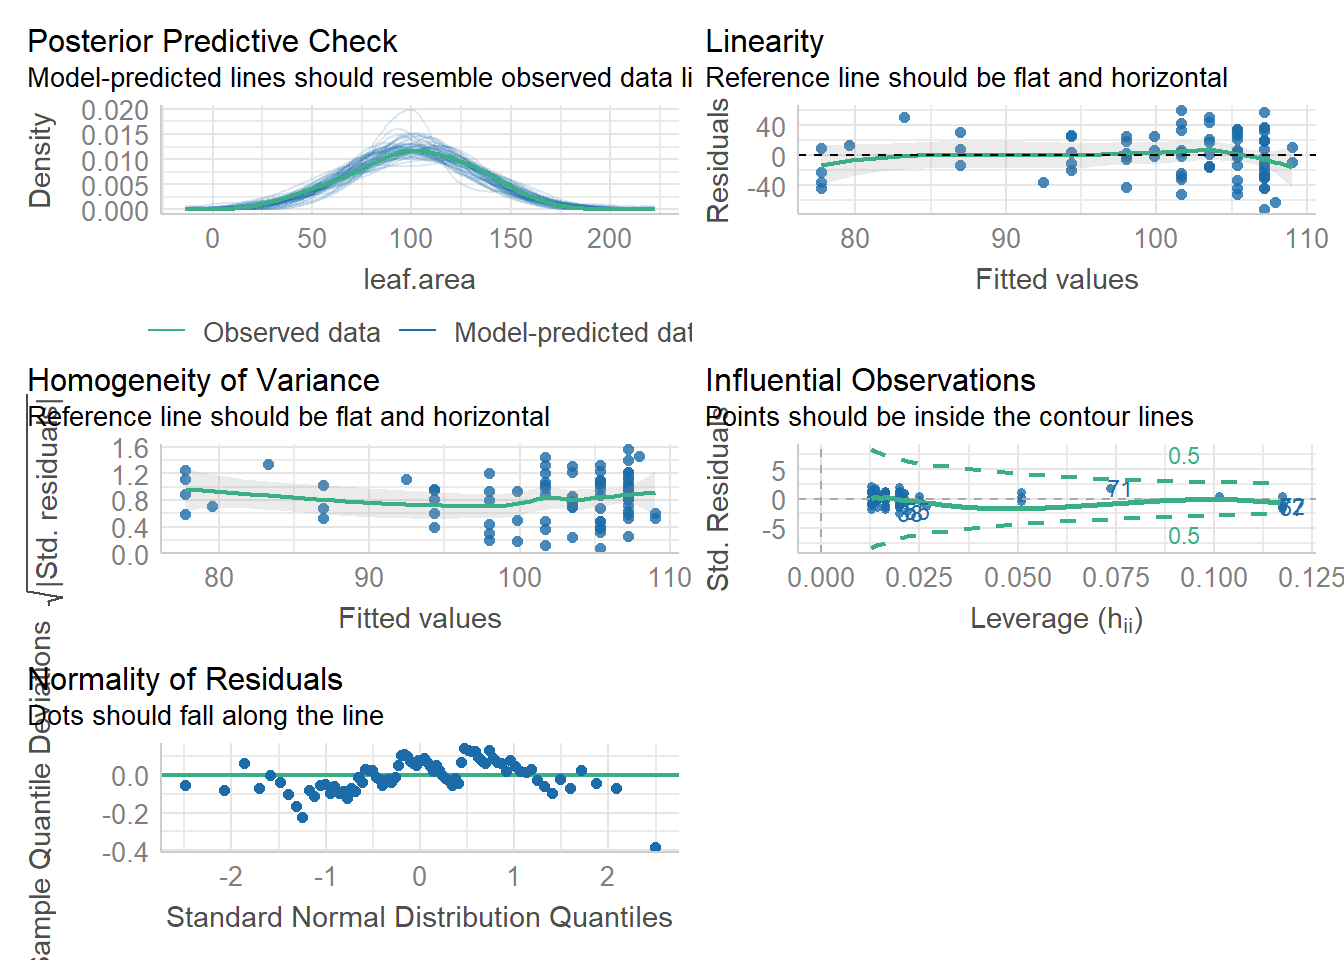 Posterior Predictive Check
Model-predicted lines should resemble observed data li
Density
0.020
0.015
0.010
0.005
0.000
0 50 100 150 200
leaf.area
Observed data Model-predicted dat
Linearity
Reference line should be flat and horizontal
Residuals
40
0
-40
80 90 100 110
Fitted values
Homogeneity of Variance
Reference line should be flat and horizontal
√|Std. residuals|
1.6
1.2
0.8
0.4
0.0
80 90 100 110
Fitted values
Influential Observations
Points should be inside the contour lines
Std. Residuals
5
0
-5
0.5
71
0.5
0.000 0.025 0.050 0.075 0.100 0.125
Leverage (hii)
Normality of Residuals
Dots should fall along the line
Sample Quantile Deviations
0.0
-0.2
-0.4
-2 -1 0 1 2
Standard Normal Distribution Quantiles